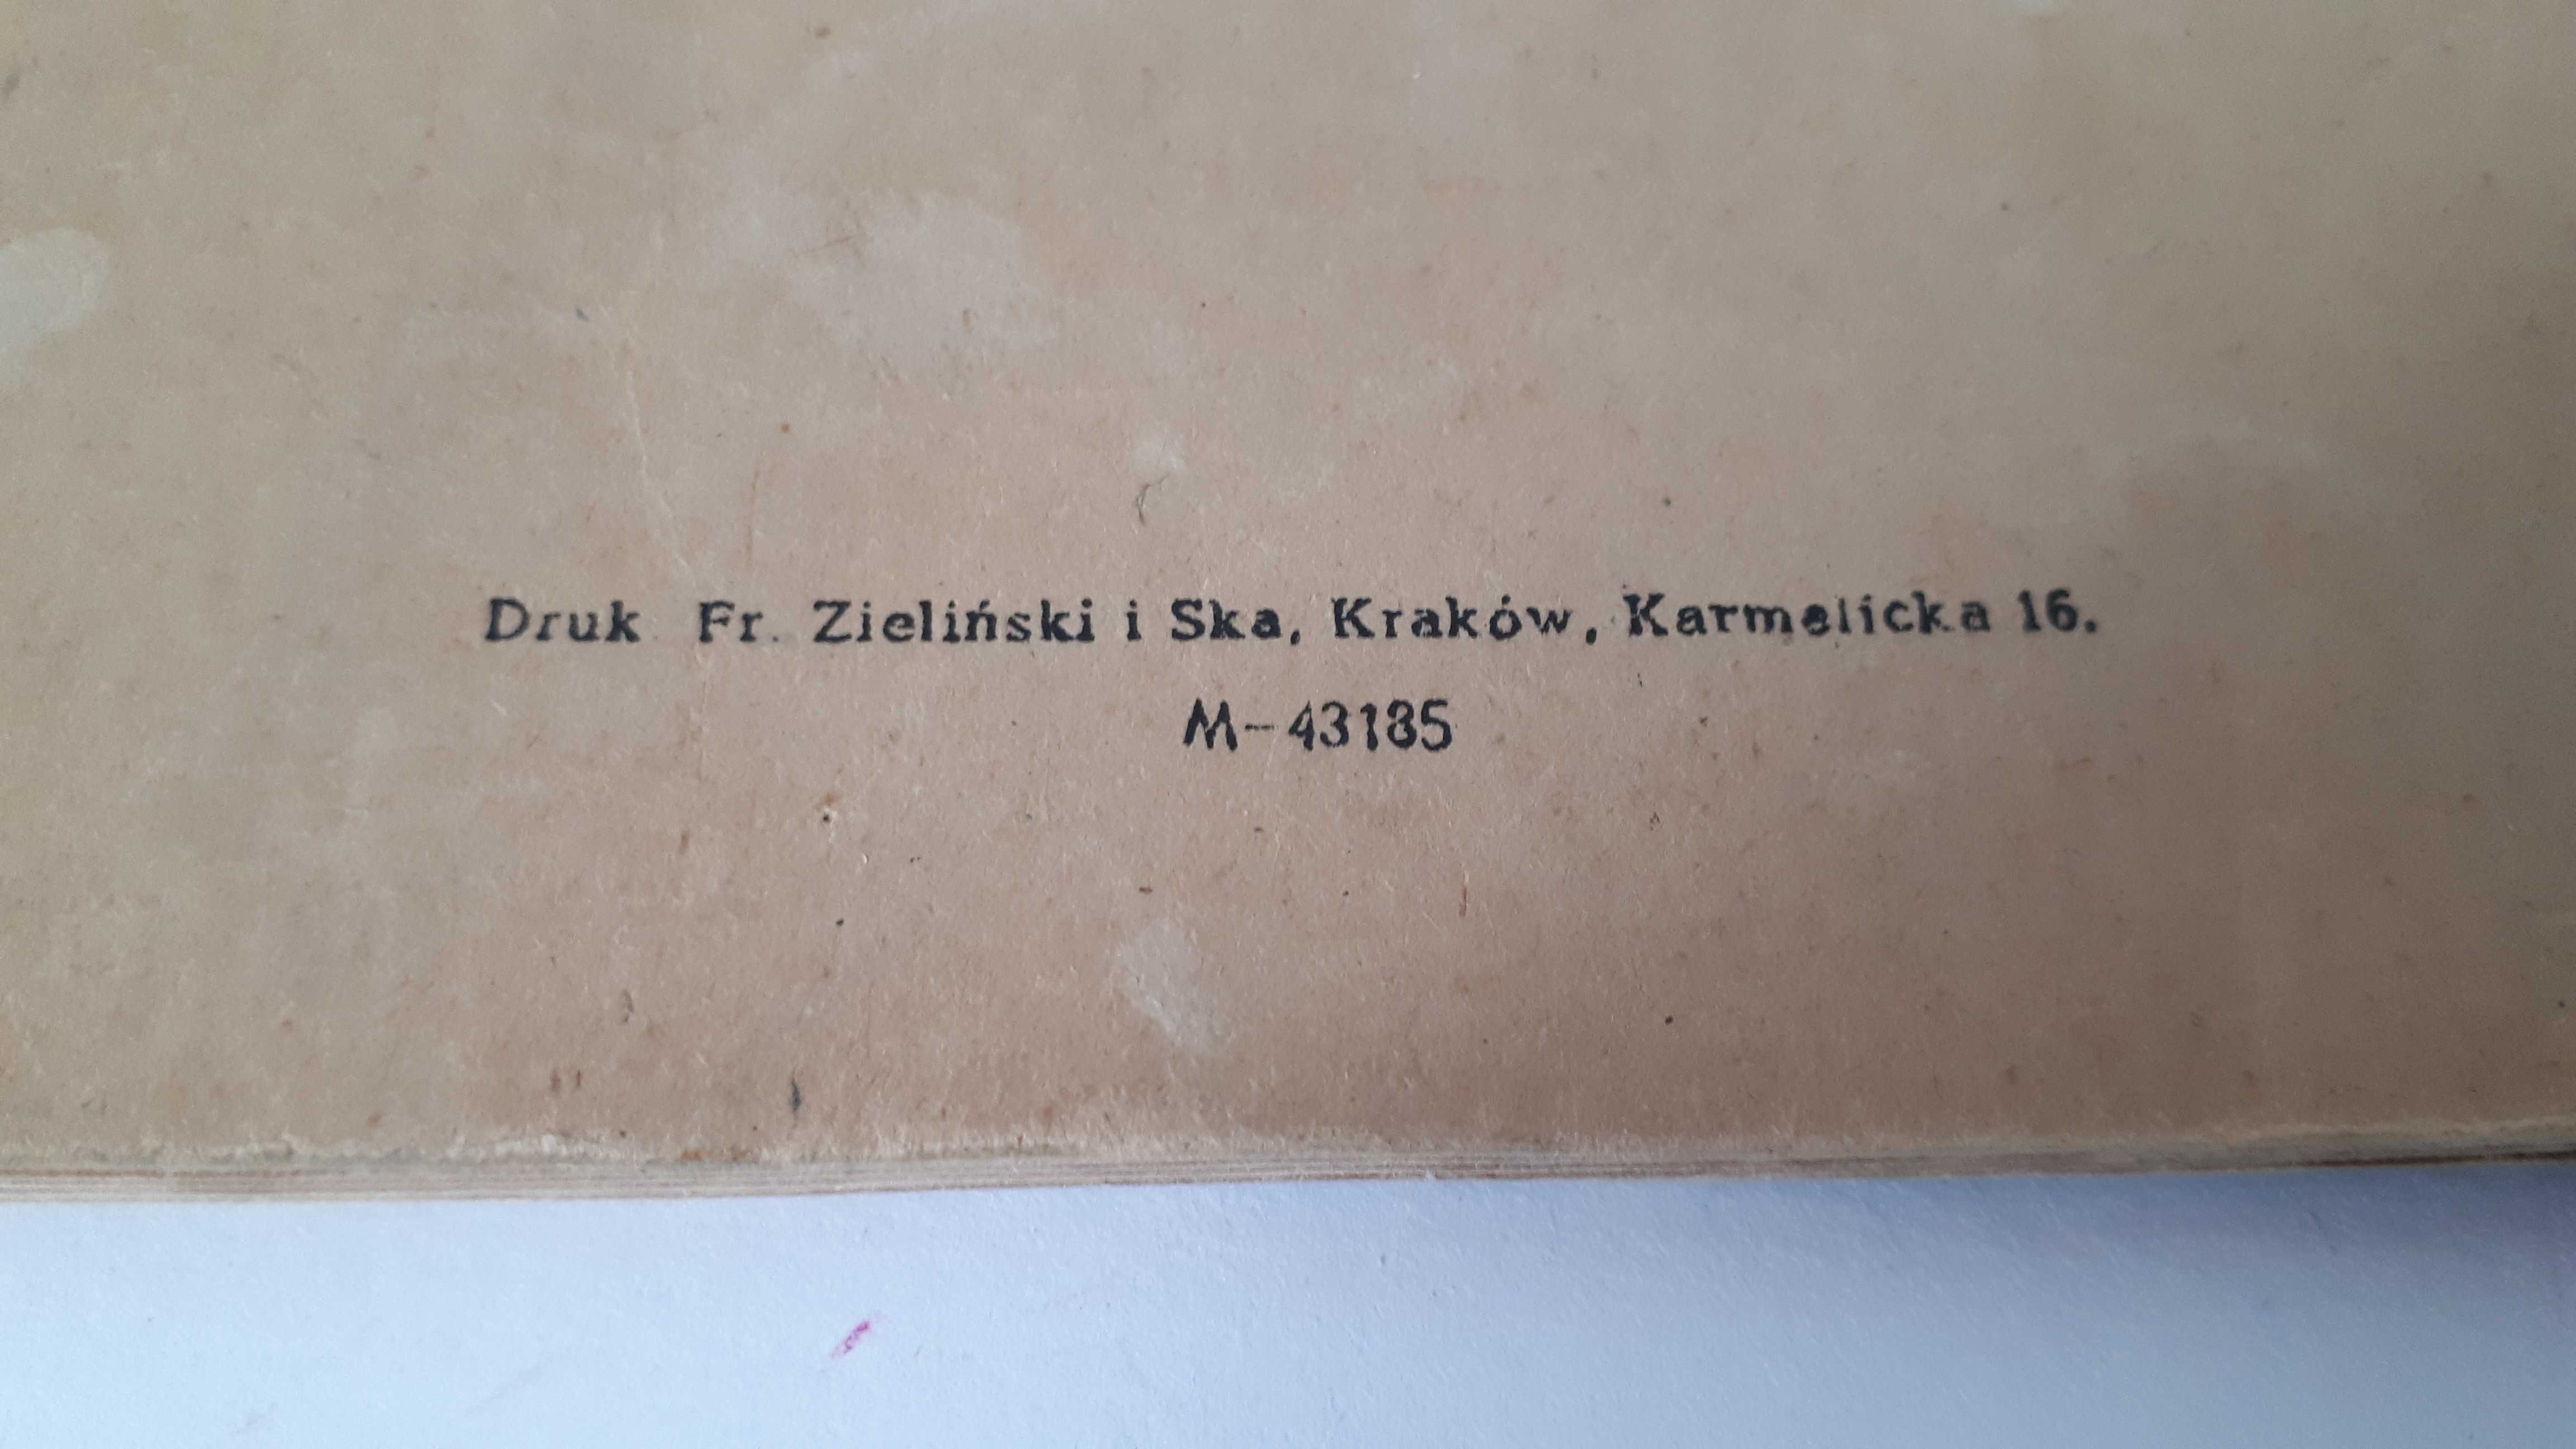 Druk Fr. Zieliński i Ska, Kraków, Karmelicka 16.
M-43185